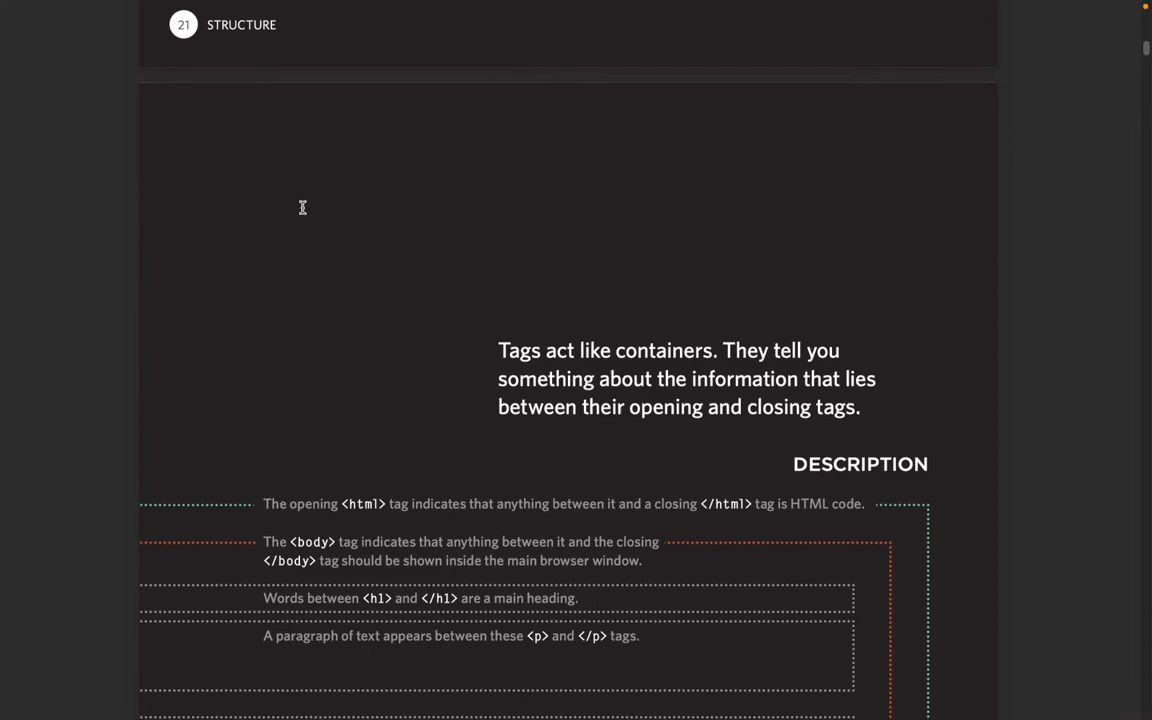 21 STRUCTURE
Tags act like containers. They tell you
something about the information that lies
between their opening and closing tags.
DESCRIPTION
The opening <html> tag indicates that anything between it and a closing </html> tag is HTML code.
The <body> tag indicates that anything between it and the closing
</body> tag should be shown inside the main browser window.
Words between <h1> and </h1> are a main heading.
A paragraph of text appears between these <p> and </p> tags.